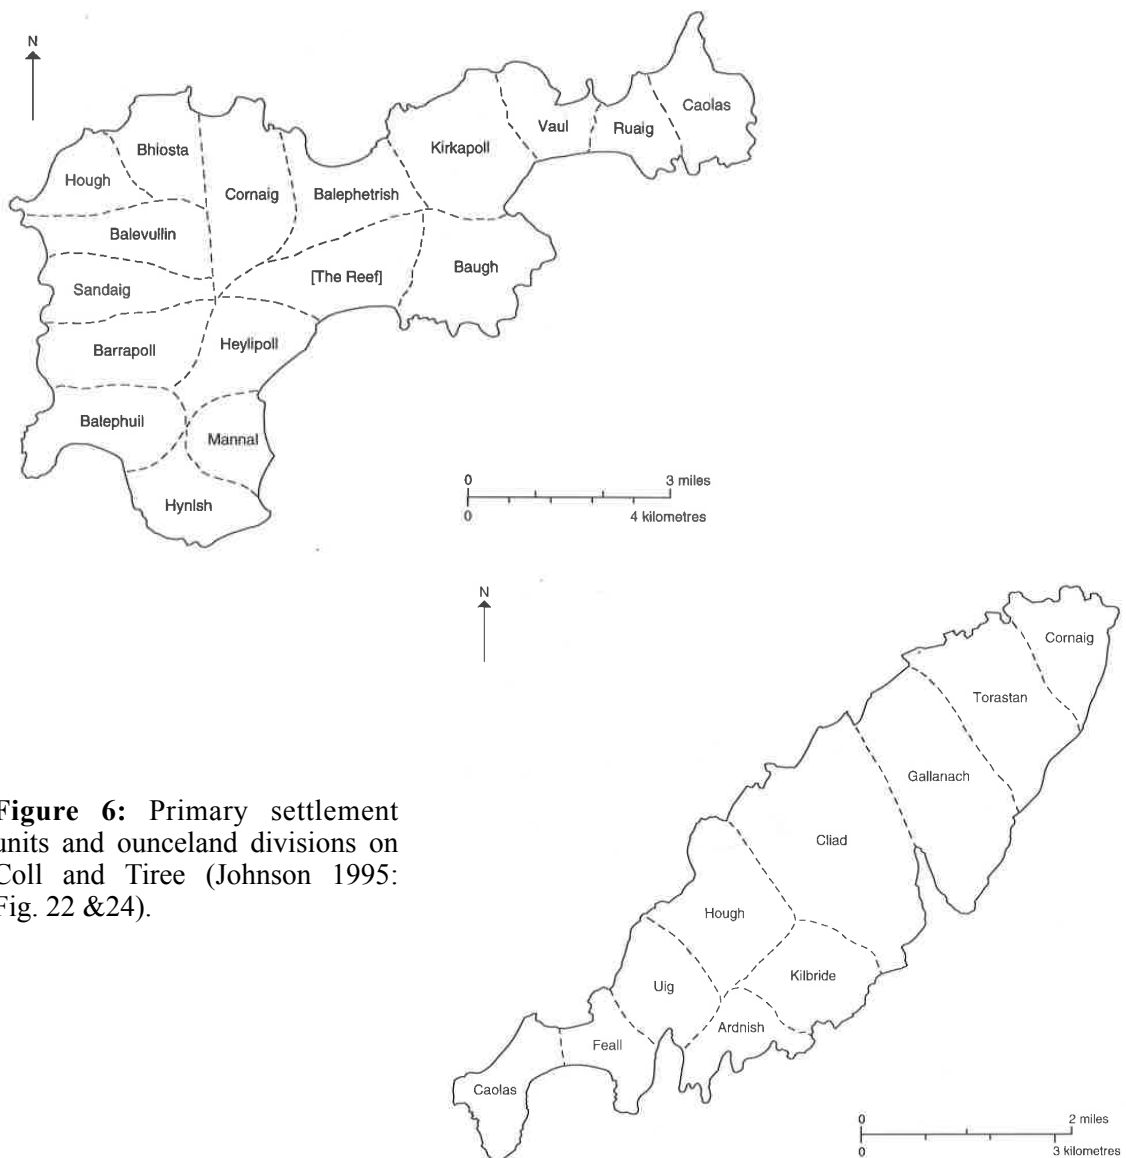 N
Caolas
Vaul
Ruaig
Kirkapoll
Bhiosta
Hough
Cornaig
Balephetrish
Balevullin
Baugh
[The Reef]
Sandaig
Heylipoll
Barrapoll
Balephuil
Mannal
Hynish
0 3 miles
0 4 kilometres
N
Cornaig
Torastan
Gallanach
Cliad
Hough
Kilbride
Uig
Ardnish
Feall
Caolas
0 2 miles
0 3 kilometres
Figure 6: Primary settlement
units and ounceland divisions on
Coll and Tiree (Johnson 1995:
Fig. 22 &24).